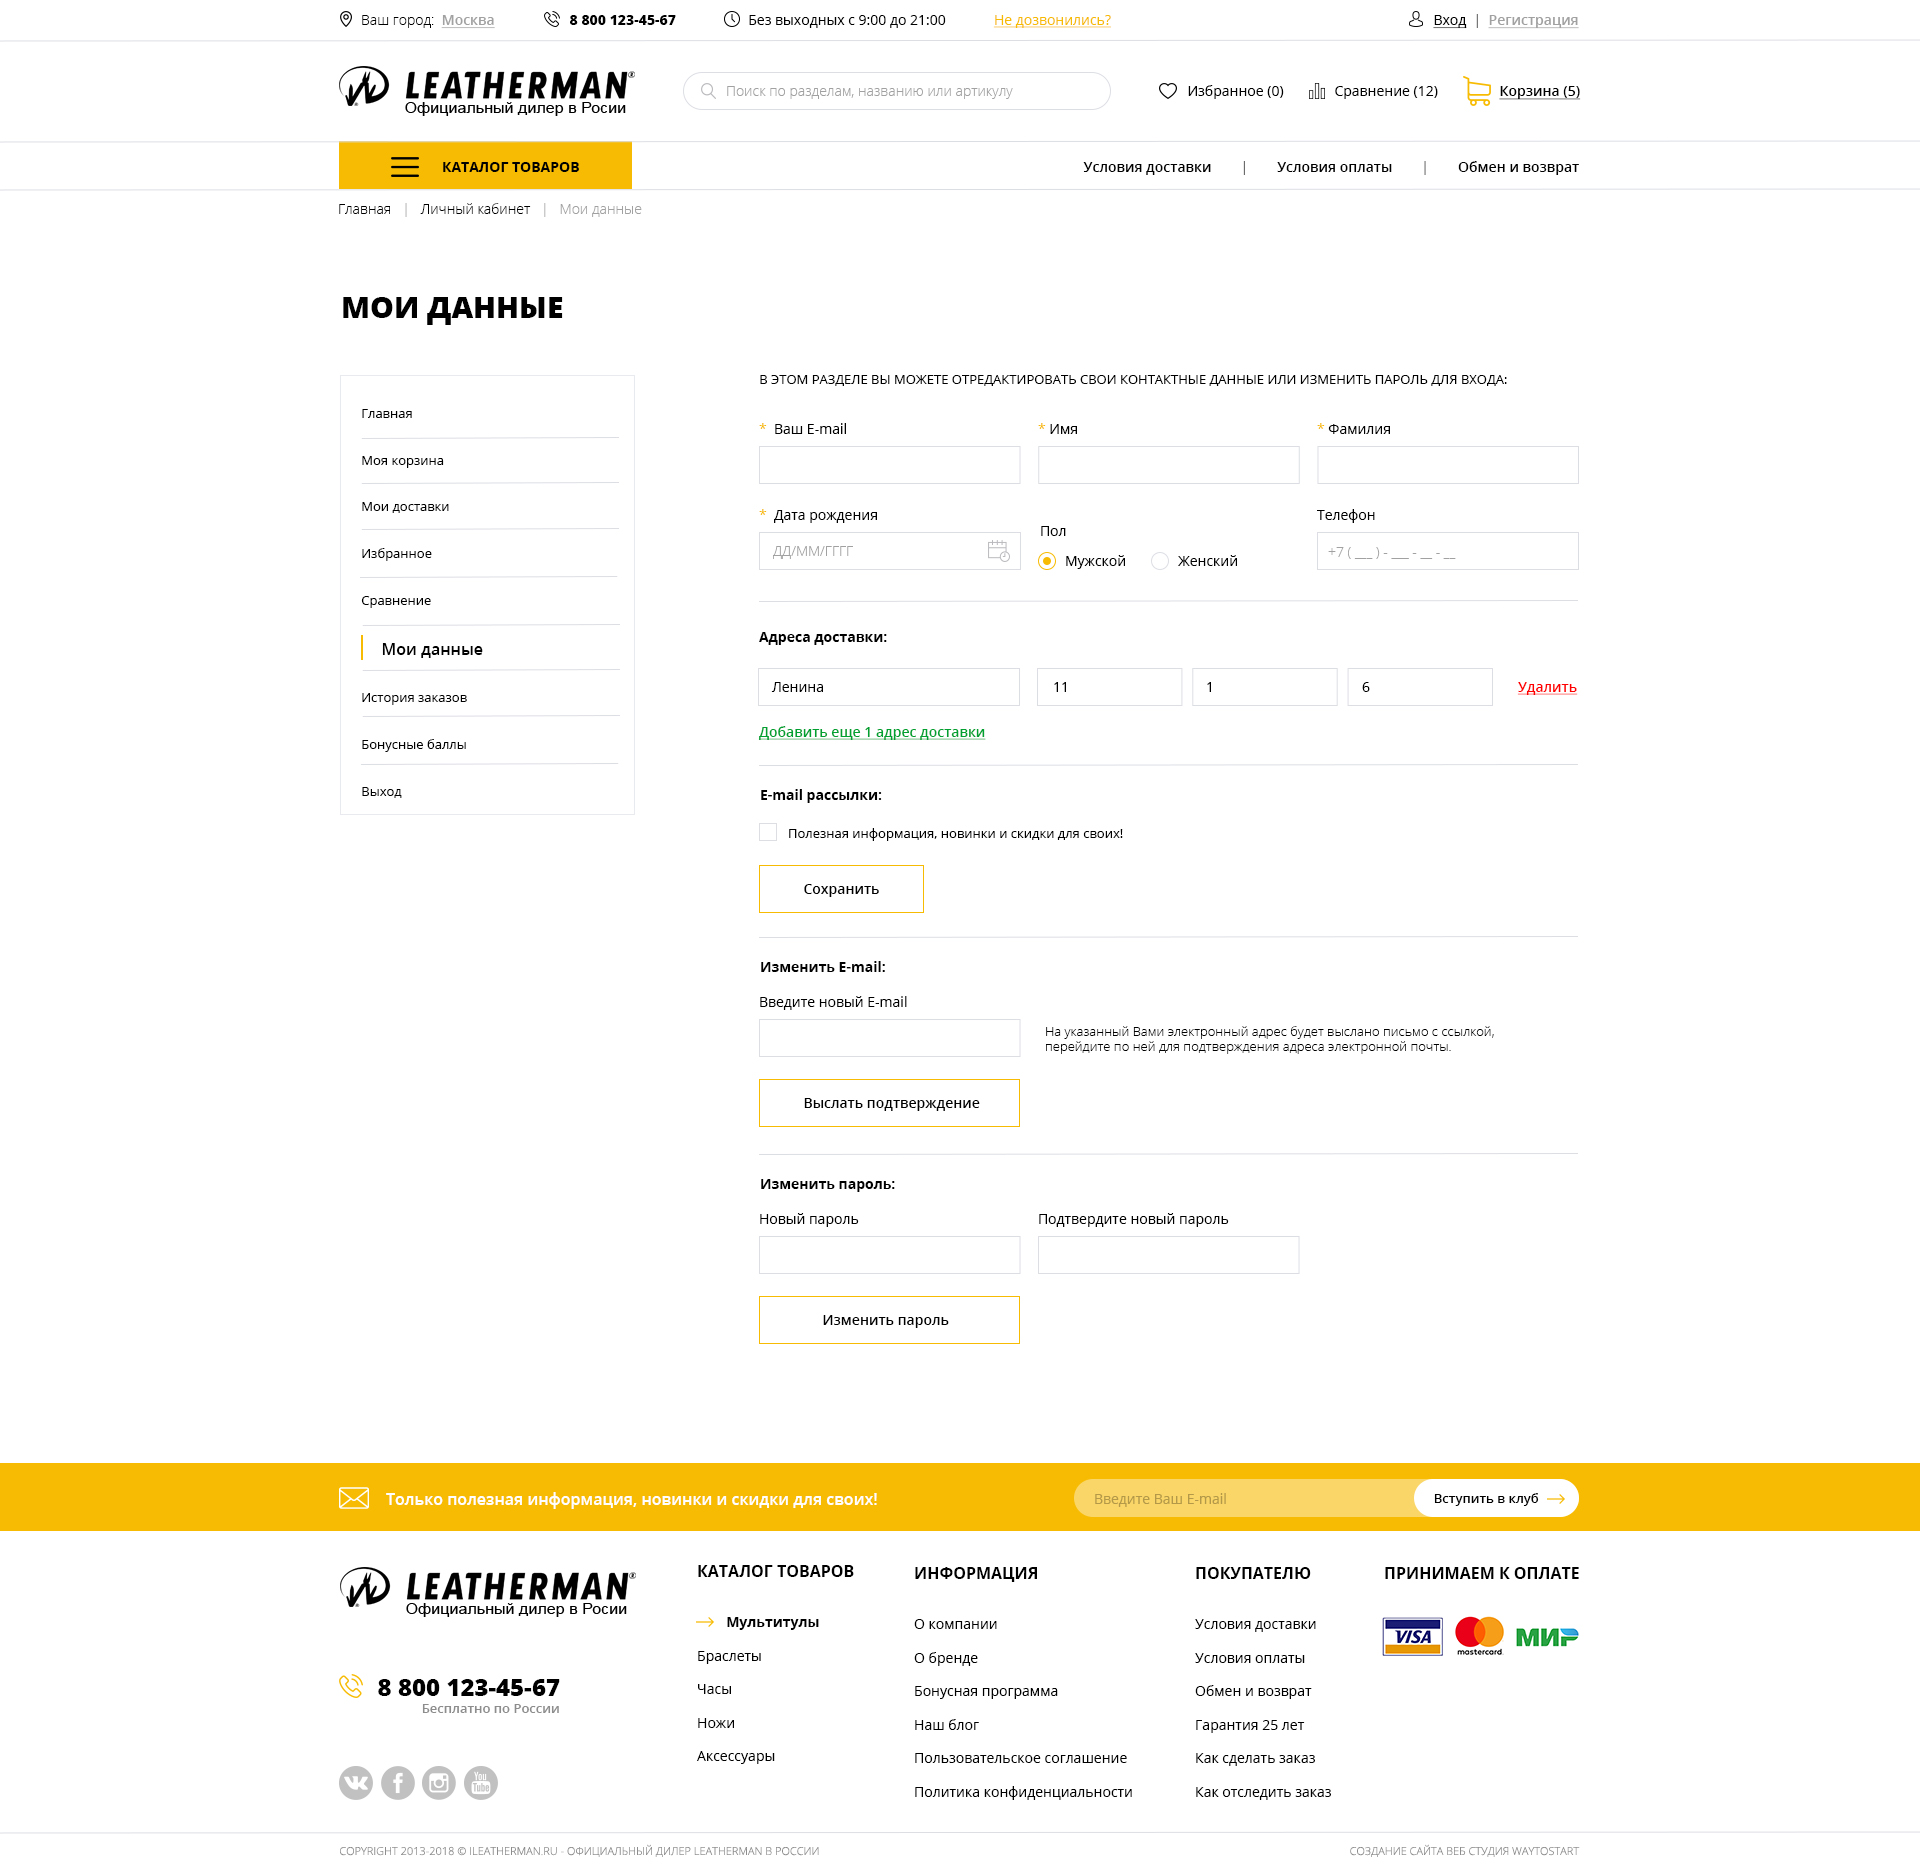 Ваш город: Москва
8 800 123-45-67
Без выходных с 9:00 до 21:00
Не дозвонились?
Вход | Регистрация
LEATHERMAN®
Официальный дилер в Росии
Поиск по разделам, названию или артикулу
Избранное (0)
Сравнение (12)
Корзина (5)
КАТАЛОГ ТОВАРОВ
Условия доставки | Условия оплаты | Обмен и возврат
Главная | Личный кабинет | Мои данные
МОИ ДАННЫЕ
Главная
Моя корзина
Мои доставки
Избранное
Сравнение
Мои данные
История заказов
Бонусные баллы
Выход
В ЭТОМ РАЗДЕЛЕ ВЫ МОЖЕТЕ ОТРЕДАКТИРОВАТЬ СВОИ КОНТАКТНЫЕ ДАННЫЕ ИЛИ ИЗМЕНИТЬ ПАРОЛЬ ДЛЯ ВХОДА:
* Ваш E-mail
* Имя
* Фамилия
* Дата рождения
ДД/ММ/ГГГГ
Пол
Мужской
Женский
Телефон
+7 ( ___ ) - ___ - __ - __
Адреса доставки:
Ленина
11
1
6
Удалить
Добавить еще 1 адрес доставки
E-mail рассылки:
Полезная информация, новинки и скидки для своих!
Сохранить
Изменить E-mail:
Введите новый E-mail
На указанный Вами электронный адрес будет выслано письмо с ссылкой,
перейдите по ней для подтверждения адреса электронной почты.
Выслать подтверждение
Изменить пароль:
Новый пароль
Подтвердите новый пароль
Изменить пароль
Только полезная информация, новинки и скидки для своих!
Введите Ваш E-mail
Вступить в клуб
LEATHERMAN®
Официальный дилер в Росии
8 800 123-45-67
Бесплатно по России
You
Tube
КАТАЛОГ ТОВАРОВ
Мультитулы
Браслеты
Часы
Ножи
Аксессуары
ИНФОРМАЦИЯ
О компании
О бренде
Бонусная программа
Наш блог
Пользовательское соглашение
Политика конфиденциальности
ПОКУПАТЕЛЮ
Условия доставки
Условия оплаты
Обмен и возврат
Гарантия 25 лет
Как сделать заказ
Как отследить заказ
ПРИНИМАЕМ К ОПЛАТЕ
VISA
mastercard
МИР
COPYRIGHT 2013-2018 © ILEATHERMAN.RU - ОФИЦИАЛЬНЫЙ ДИЛЕР LEATHERMAN В РОССИИ
СОЗДАНИЕ САЙТА ВЕБ СТУДИЯ WAYTOSTART